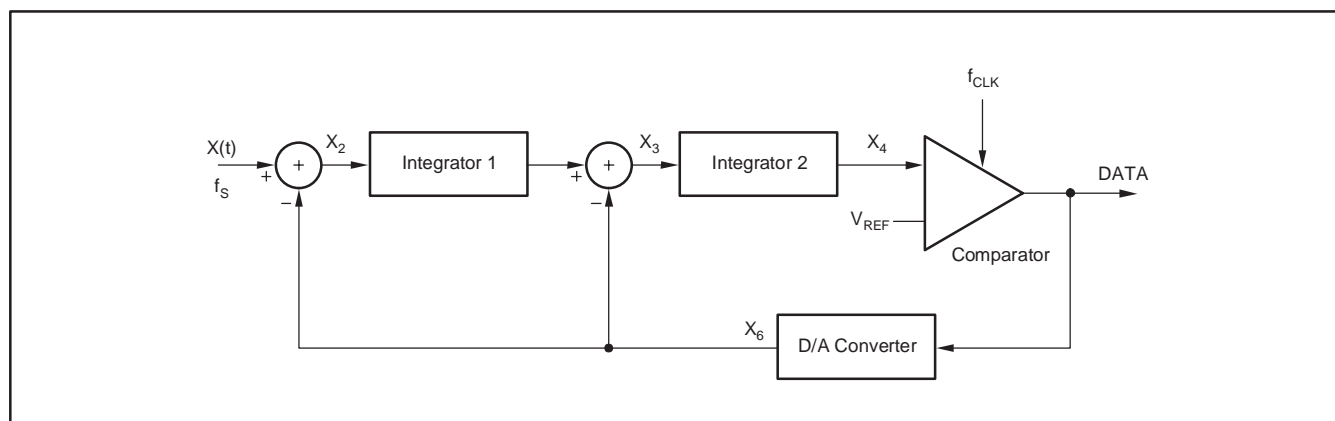 f_CLK
X(t)
X_2
Integrator 1
X_3
Integrator 2
X_4
DATA
+
+
+
+
f_S
–
–
V_REF
Comparator
X_6
D/A Converter